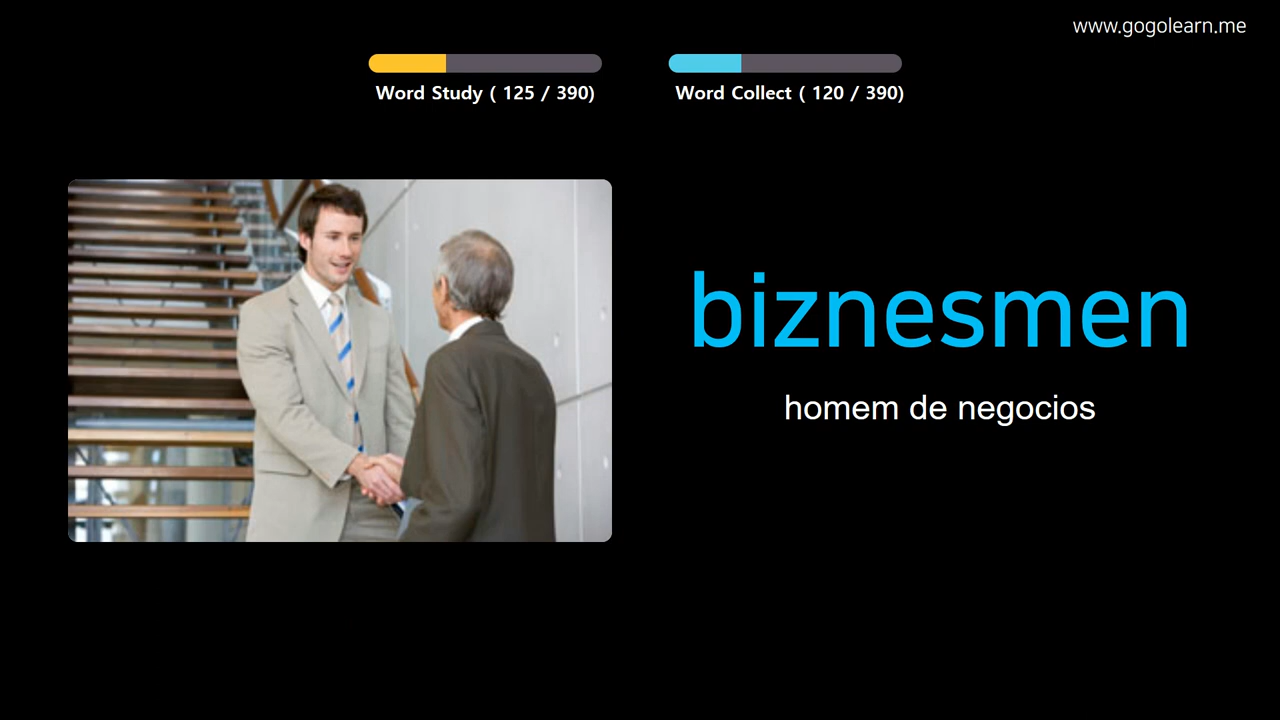 www.gogolearn.me
Word Study ( 125 / 390)
Word Collect ( 120 / 390)
biznesmen
homem de negocios